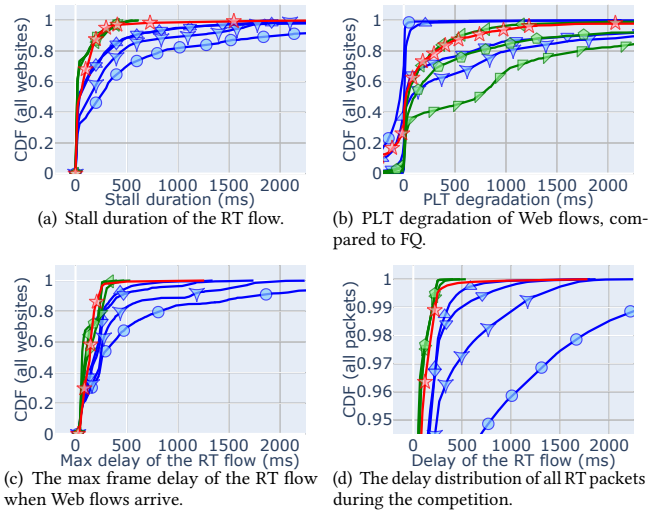 1
0.8
0.6
0.4
0.2
0
CDF (all websites)
0
500
1000
1500
2000
Stall duration (ms)
(a) Stall duration of the RT flow.
1
0.8
0.6
0.4
0.2
0
CDF (all websites)
0
500
1000
1500
2000
PLT degradation (ms)
(b) PLT degradation of Web flows, com-
pared to FQ.
1
0.8
0.6
0.4
0.2
0
CDF (all websites)
0
500
1000
1500
2000
Max delay of the RT flow (ms)
(c) The max frame delay of the RT flow
when Web flows arrive.
1
0.99
0.98
0.97
0.96
0.95
CDF (all packets)
0
500
1000
1500
2000
Delay of the RT flow (ms)
(d) The delay distribution of all RT packets
during the competition.